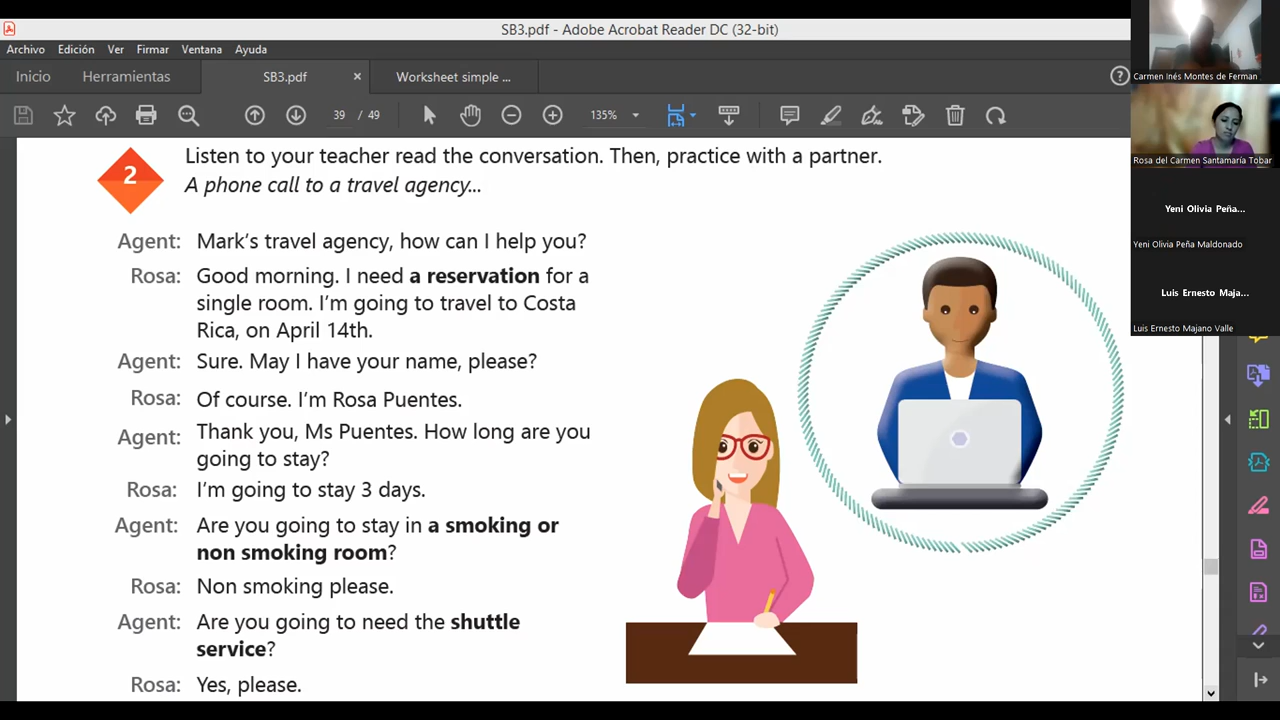 SB3.pdf - Adobe Acrobat Reader DC (32-bit)
Archivo Edición Ver Firmar Ventana Ayuda
Inicio Herramientas SB3.pdf × Worksheet simple ...
39 / 49 135%
2
Listen to your teacher read the conversation. Then, practice with a partner.
A phone call to a travel agency...
Agent: Mark's travel agency, how can I help you?
Rosa: Good morning. I need a reservation for a
single room. I'm going to travel to Costa
Rica, on April 14th.
Agent: Sure. May I have your name, please?
Rosa: Of course. I'm Rosa Puentes.
Agent: Thank you, Ms Puentes. How long are you
going to stay?
Rosa: I'm going to stay 3 days.
Agent: Are you going to stay in a smoking or
non smoking room?
Rosa: Non smoking please.
Agent: Are you going to need the shuttle
service?
Rosa: Yes, please.
Carmen Inés Montes de Ferman
Rosa del Carmen Santamaría Tobar
Yeni Olivia Peña...
Yeni Olivia Peña Maldonado
Luis Ernesto Maja...
Luis Ernesto Majano Valle